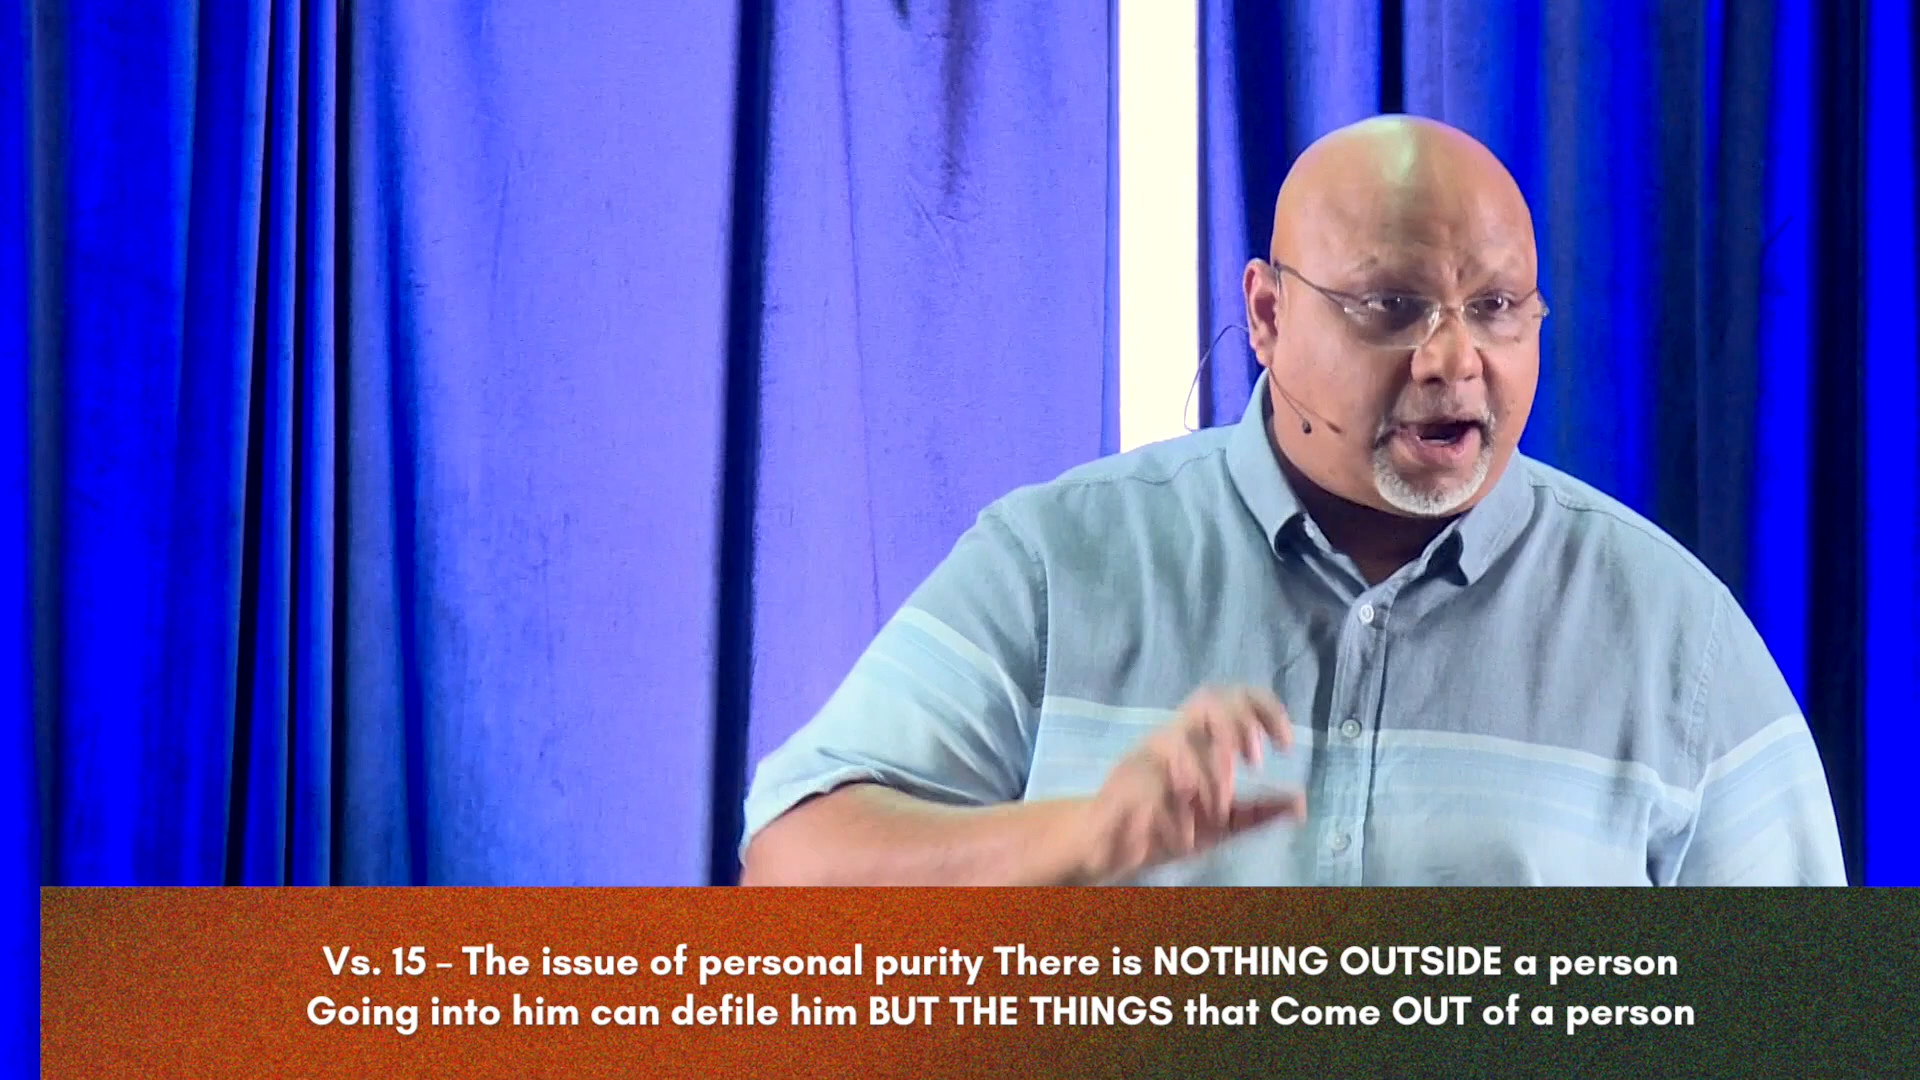 Vs. 15 – The issue of personal purity There is NOTHING OUTSIDE a person
Going into him can defile him BUT THE THINGS that Come OUT of a person